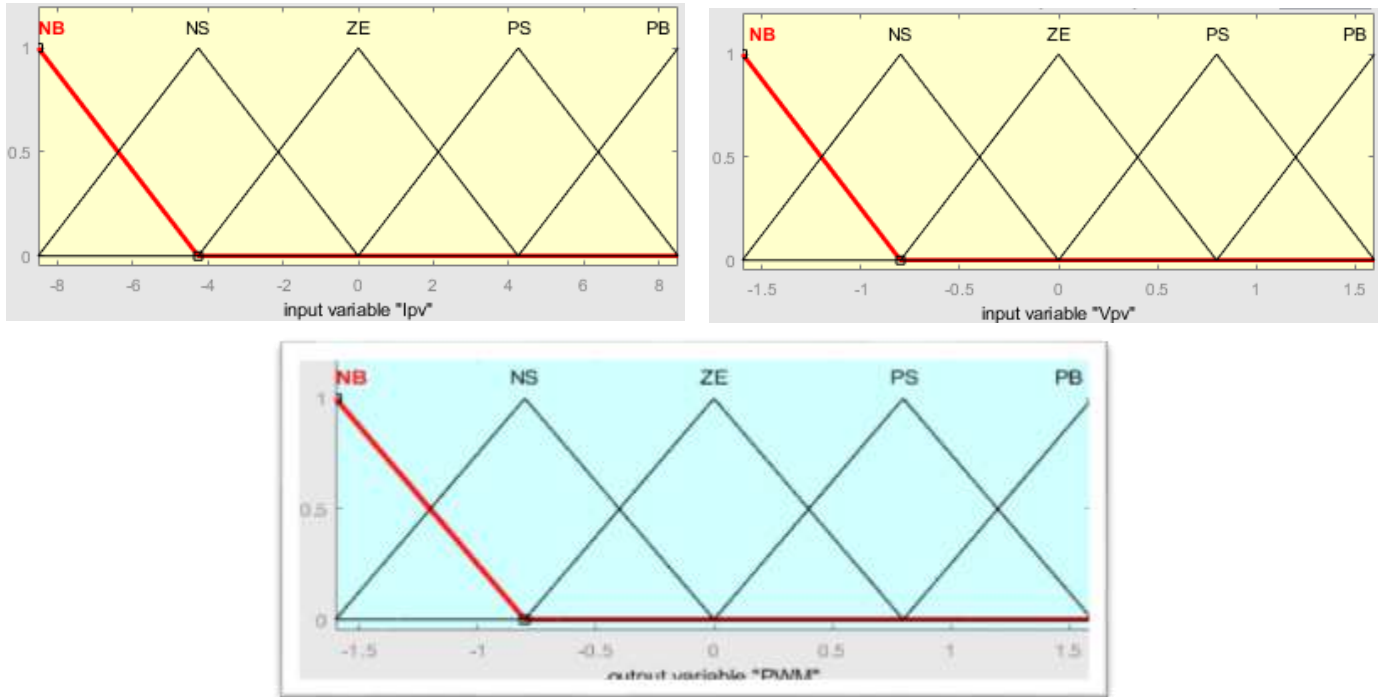 NB NS ZE PS PB
1
0.5
0
-8 -6 -4 -2 0 2 4 6 8
input variable "Ipv"
NB NS ZE PS PB
1
0.5
0
-1.5 -1 -0.5 0 0.5 1 1.5
input variable "Vpv"
NB NS ZE PS PB
1
0.5
0
-1.5 -1 -0.5 0 0.5 1 1.5
output variable "PWM"